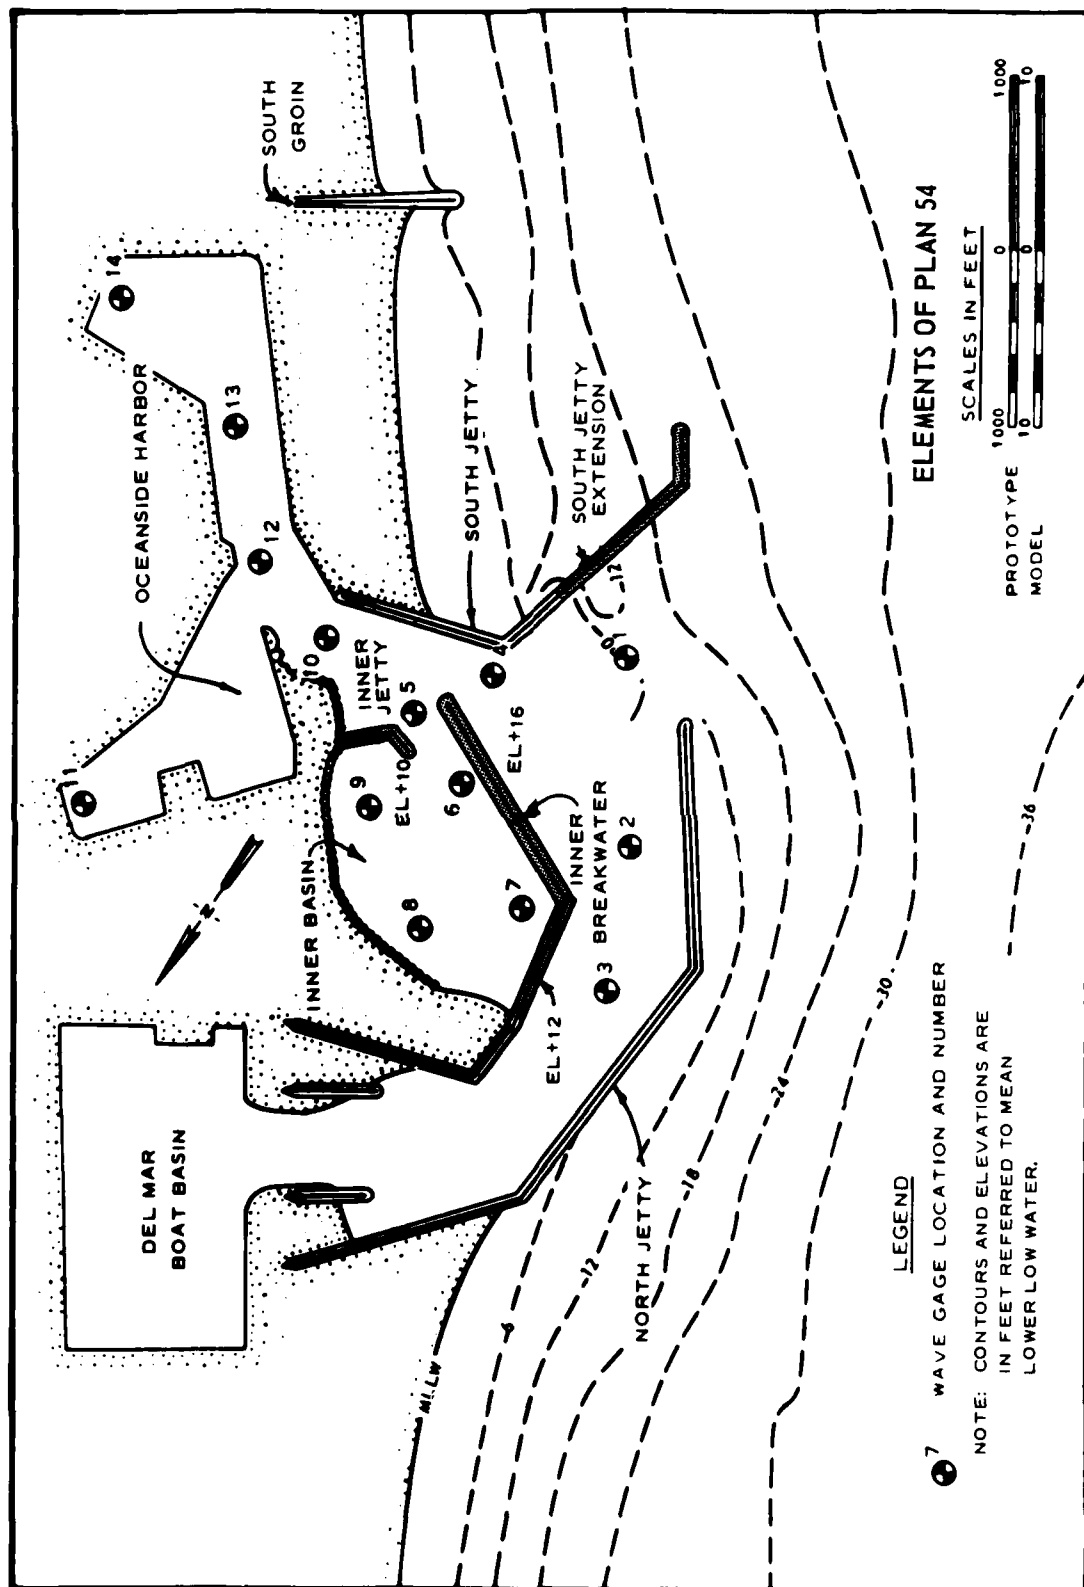 14
SOUTH
GROIN
OCEANSIDE HARBOR
13
12
11
10
INNER
JETTY
SOUTH JETTY
SOUTH JETTY
EXTENSION
4
5
1
-12
EL+16
EL+10
9
6
INNER BASIN
8
7
INNER
BREAKWATER
2
3
EL+12
N
DEL MAR
BOAT BASIN
NORTH JETTY
-6
-12
-18
-24
-30
-36
ELEMENTS OF PLAN 54
SCALES IN FEET
PROTOTYPE 1000 0 1000
MODEL 10 0 10
LEGEND
7 WAVE GAGE LOCATION AND NUMBER
NOTE: CONTOURS AND ELEVATIONS ARE
IN FEET REFERRED TO MEAN
LOWER LOW WATER.